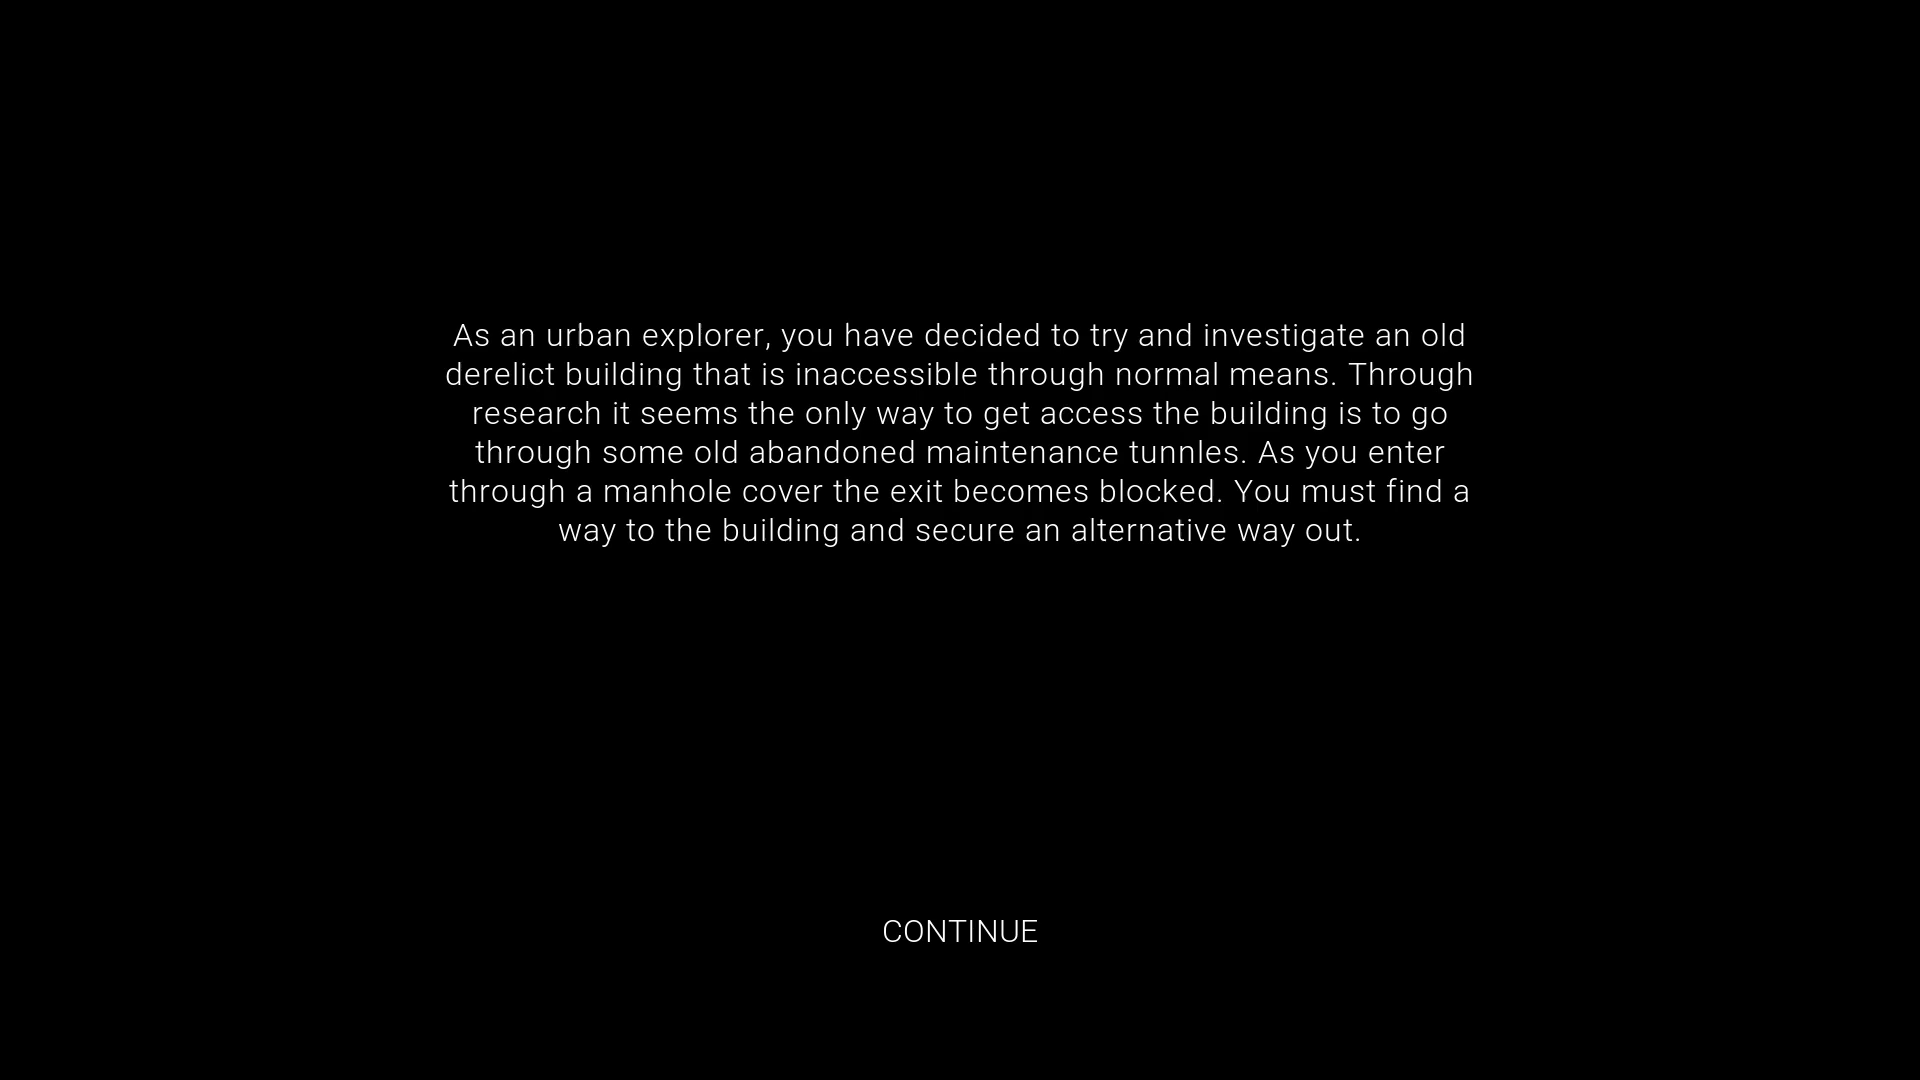 As an urban explorer, you have decided to try and investigate an old
derelict building that is inaccessible through normal means. Through
research it seems the only way to get access the building is to go
through some old abandoned maintenance tunnles. As you enter
through a manhole cover the exit becomes blocked. You must find a
way to the building and secure an alternative way out.
CONTINUE